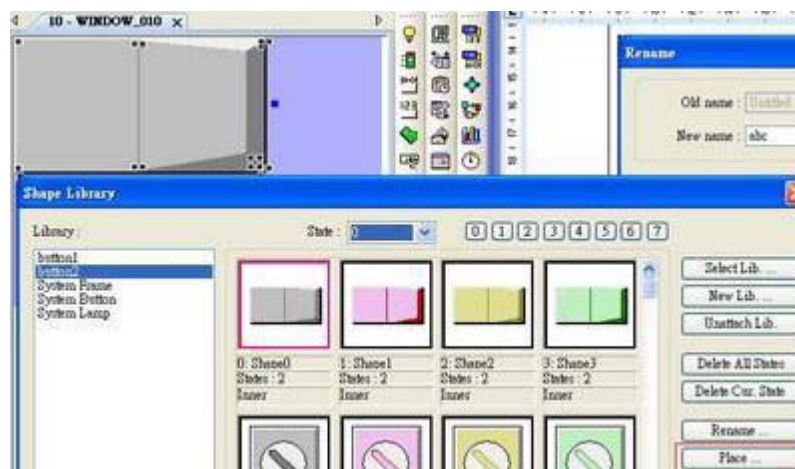 10 - WINDOW_010
Rename
Old name : Untitled
New name : abc
Shape Library
Library :
State : 0
0 1 2 3 4 5 6 7
button1
button2
System Frame
System Button
System Lamp
Select Lib. ...
New Lib. ...
Unattach Lib.
0: Shape0
States : 2
Inner
1: Shape1
States : 2
Inner
2: Shape2
States : 2
Inner
3: Shape3
States : 2
Inner
Delete All States
Delete Cur. State
Rename ...
Place ...